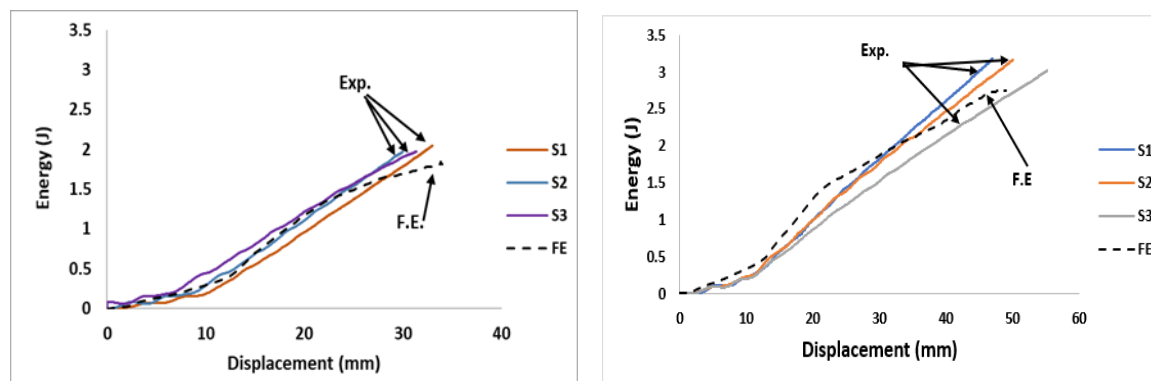 3.5
3
2.5
2
1.5
1
0.5
0
0 10 20 30 40
Energy (J)
Displacement (mm)
Exp.
F.E.
S1
S2
S3
FE
3.5
3
2.5
2
1.5
1
0.5
0
0 10 20 30 40 50 60
Energy (J)
Displacement (mm)
Exp.
F.E
S1
S2
S3
FE